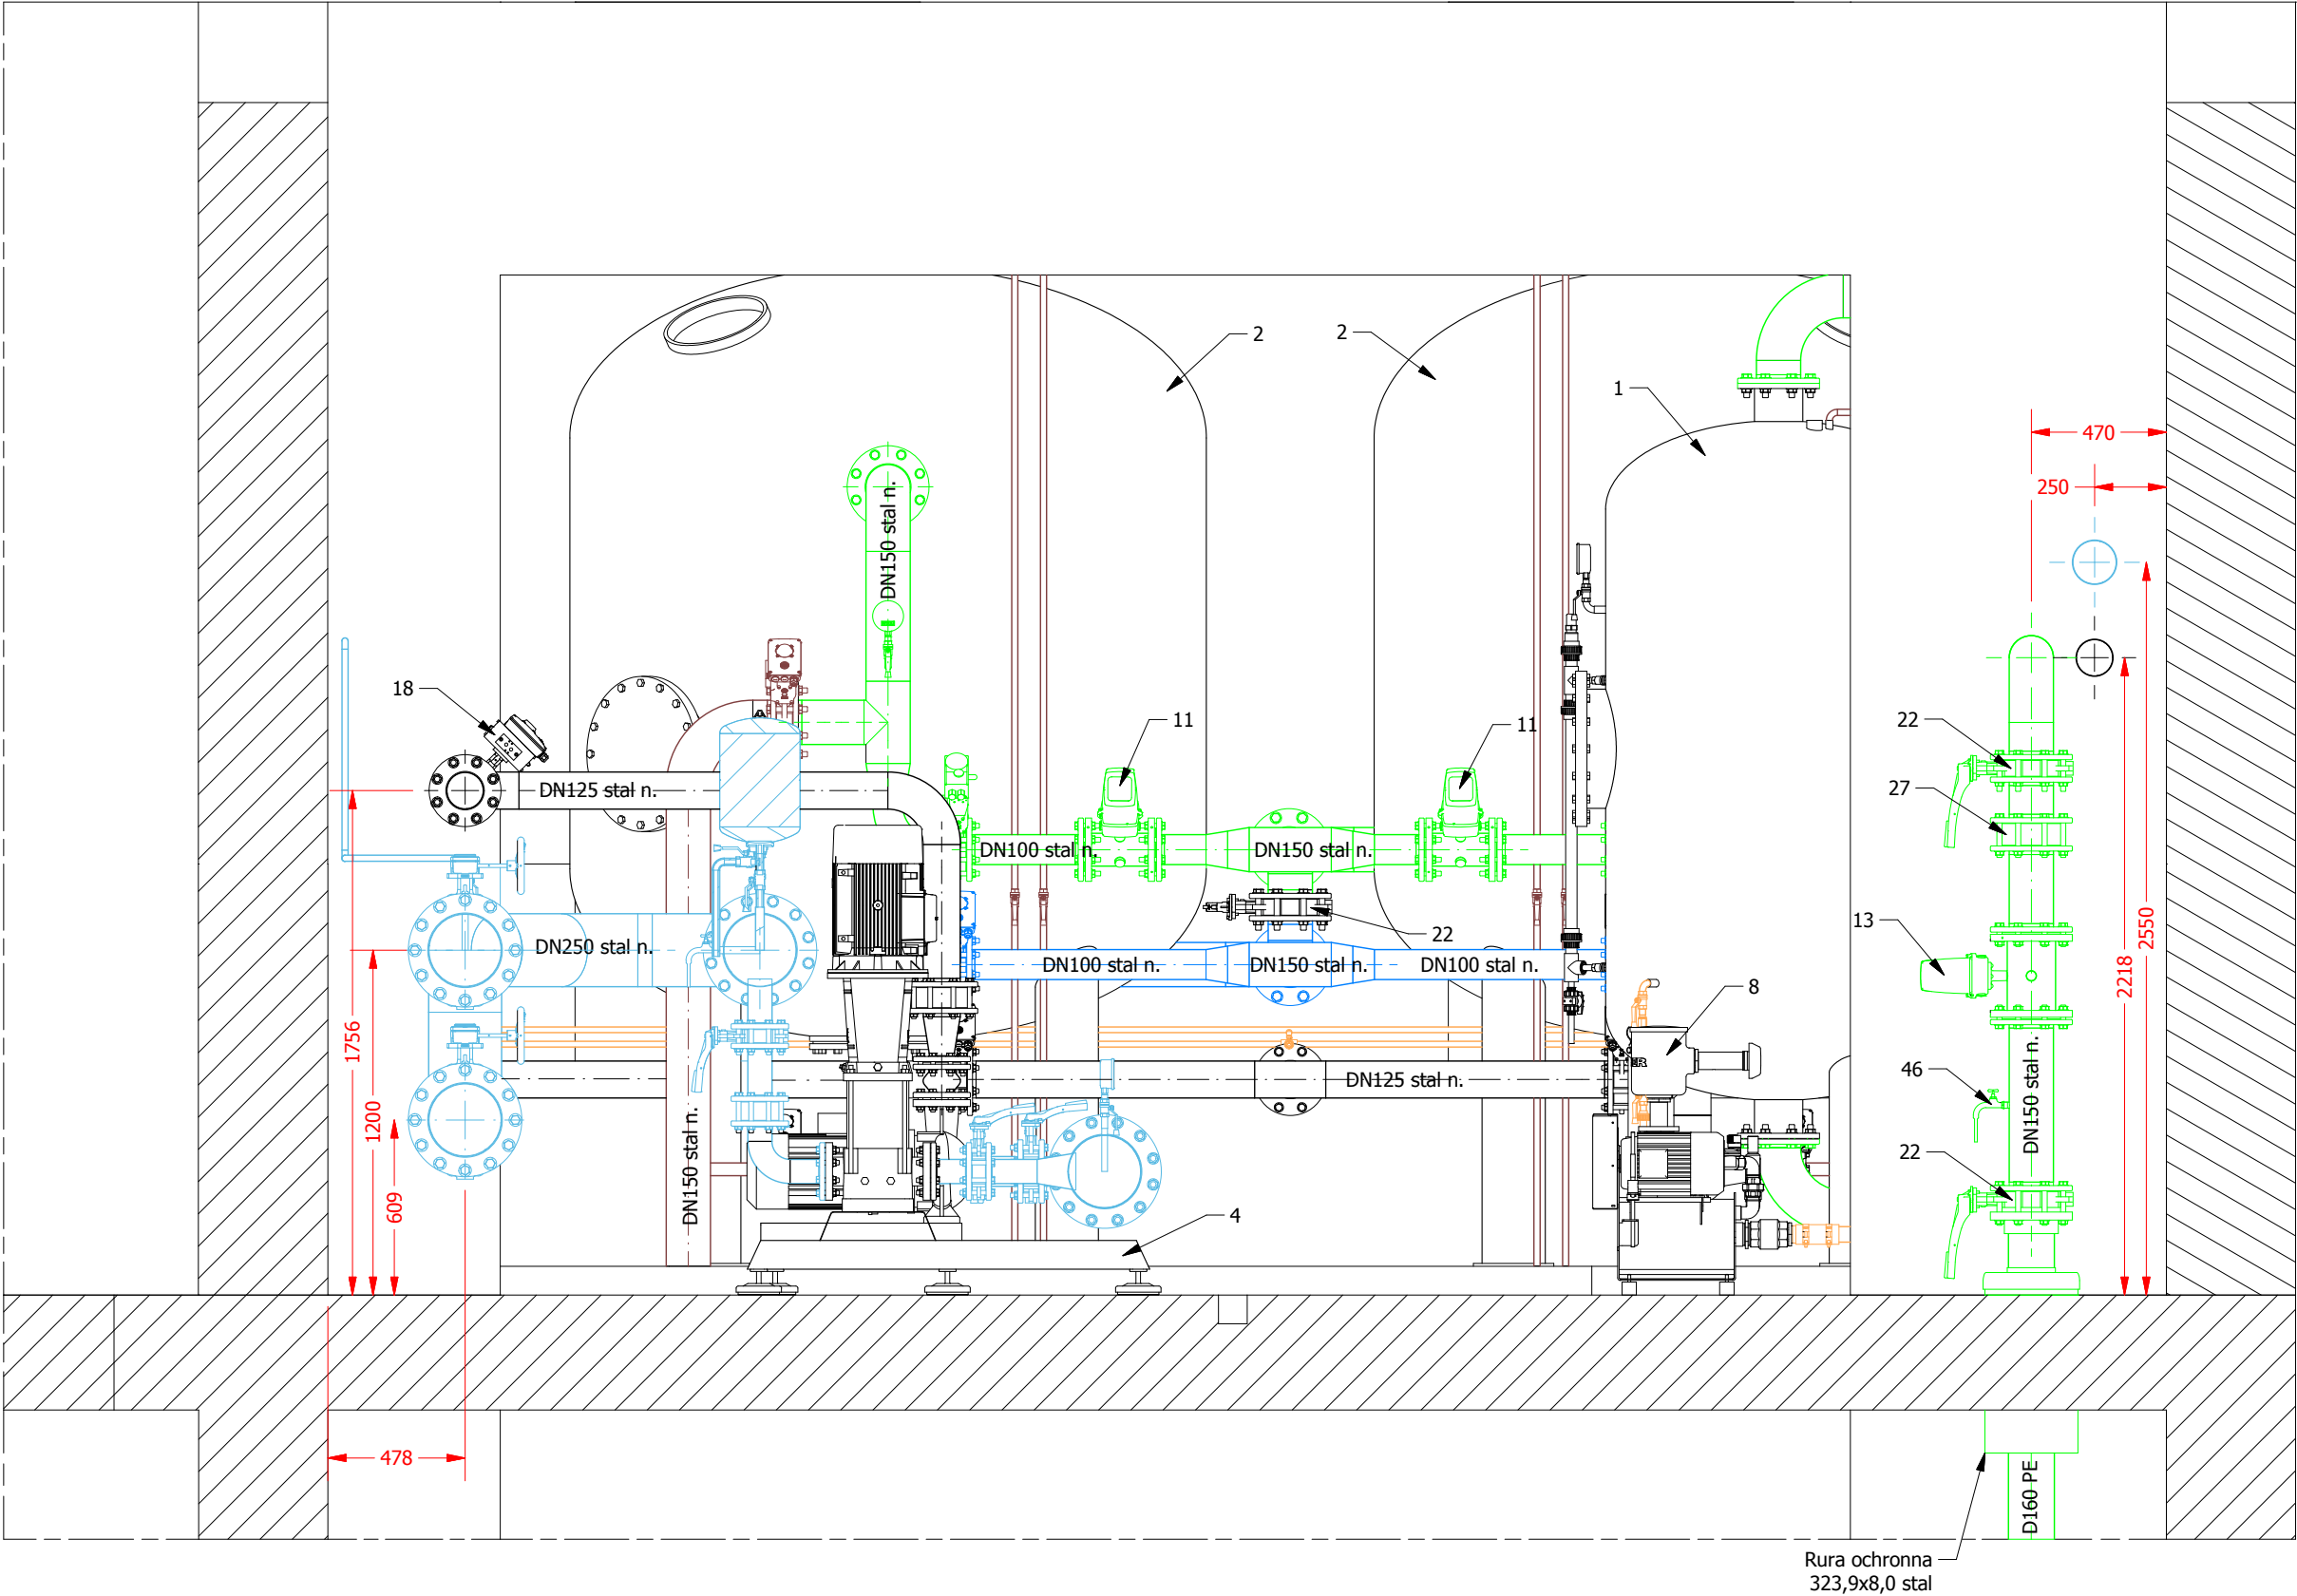 2
2
1
470
250
DN150 stal n.
18
11
11
22
27
DN125 stal n.
DN100 stal n.
DN150 stal n.
13
22
DN250 stal n.
DN100 stal n.
DN150 stal n.
DN100 stal n.
8
2550
2218
1756
1200
609
DN125 stal n.
46
DN150 stal n.
DN150 stal n.
22
4
478
D160 PE
Rura ochronna
323,9x8,0 stal